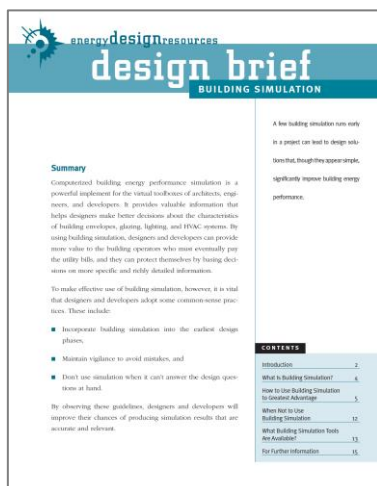 energydesignresources
design brief
BUILDING SIMULATION
Summary
Computerized building energy performance simulation is a
powerful implement for the virtual toolboxes of architects, engi-
neers, and developers. It provides valuable information that
helps designers make better decisions about the characteristics
of building envelopes, glazing, lighting, and HVAC systems. By
using building simulation, designers and developers can provide
more value to the building operators who must eventually pay
the utility bills, and they can protect themselves by basing deci-
sions on more specific and richly detailed information.
To make effective use of building simulation, however, it is vital
that designers and developers adopt some common-sense prac-
tices. These include:
■ Incorporate building simulation into the earliest design
phases,
■ Maintain vigilance to avoid mistakes, and
■ Don't use simulation when it can't answer the design ques-
tions at hand.
By observing these guidelines, designers and developers will
improve their chances of producing simulation results that are
accurate and relevant.
A few building simulation runs early
in a project can lead to design solu-
tions that, though they appear simple,
significantly improve building energy
performance.
CONTENTS
Introduction 2
What Is Building Simulation? 4
How to Use Building Simulation
to Greatest Advantage 5
When Not to Use
Building Simulation 12
What Building Simulation Tools
Are Available? 13
For Further Information 15